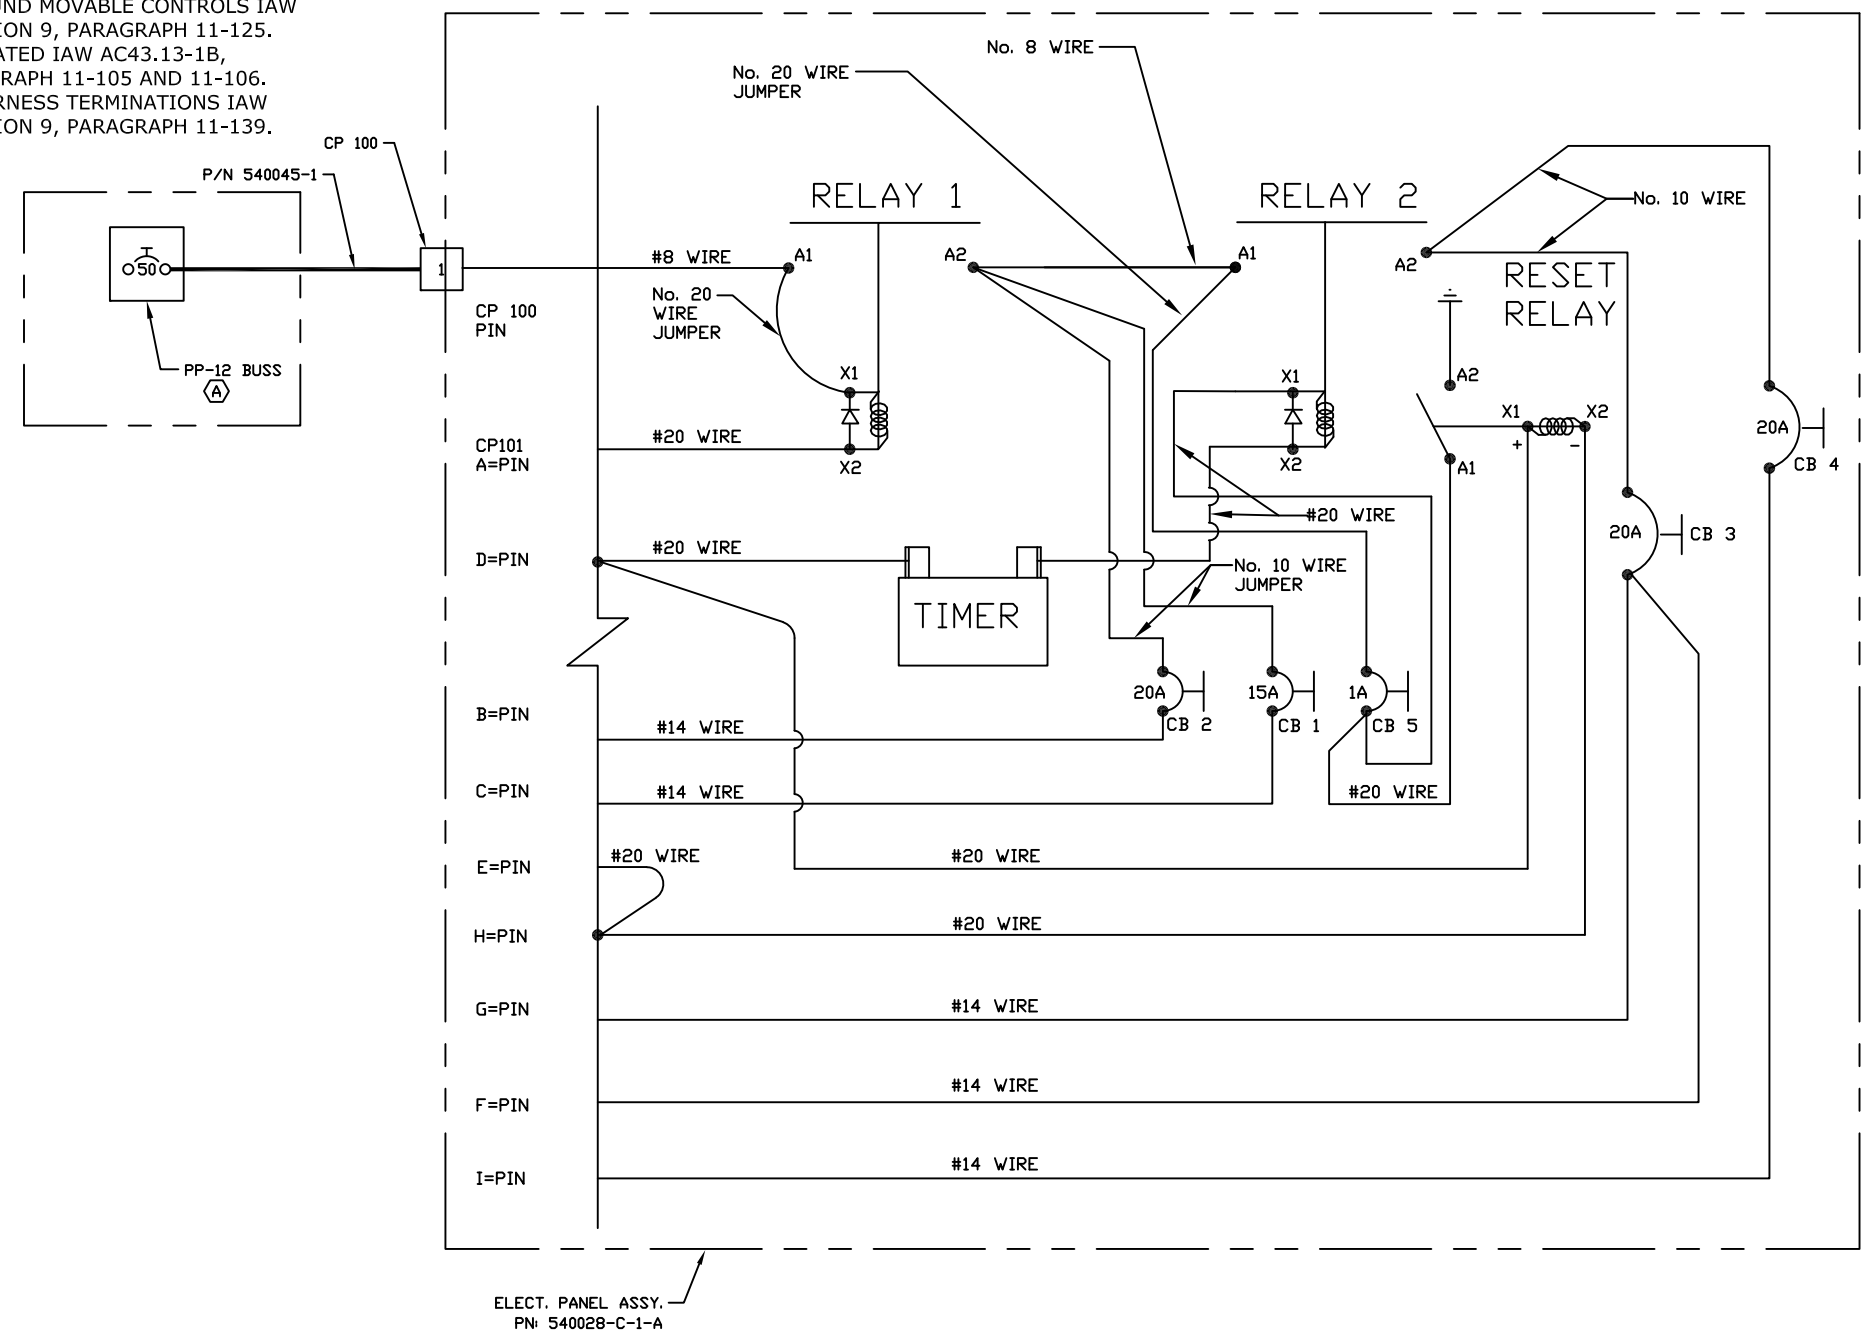 UND MOVABLE CONTROLS IAW
ION 9, PARAGRAPH 11-125.
ATED IAW AC43.13-1B,
RAPH 11-105 AND 11-106.
RNESS TERMINATIONS IAW
ION 9, PARAGRAPH 11-139.
CP 100
P/N 540045-1
50
1
PP-12 BUSS
A
CP 100
PIN
CP101
A=PIN
D=PIN
B=PIN
C=PIN
E=PIN
H=PIN
G=PIN
F=PIN
I=PIN
No. 8 WIRE
No. 20 WIRE
JUMPER
RELAY 1
RELAY 2
No. 10 WIRE
#8 WIRE
A1
A2
A1
A2
RESET
RELAY
No. 20
WIRE
JUMPER
X1
X2
#20 WIRE
X1
X2
A2
A1
X1
X2
+
-
20A
CB 4
20A
CB 3
#20 WIRE
#20 WIRE
TIMER
No. 10 WIRE
JUMPER
20A
CB 2
15A
CB 1
1A
CB 5
#14 WIRE
#14 WIRE
#20 WIRE
#20 WIRE
#20 WIRE
#20 WIRE
#14 WIRE
#14 WIRE
#14 WIRE
ELECT. PANEL ASSY.
PN: 540028-C-1-A